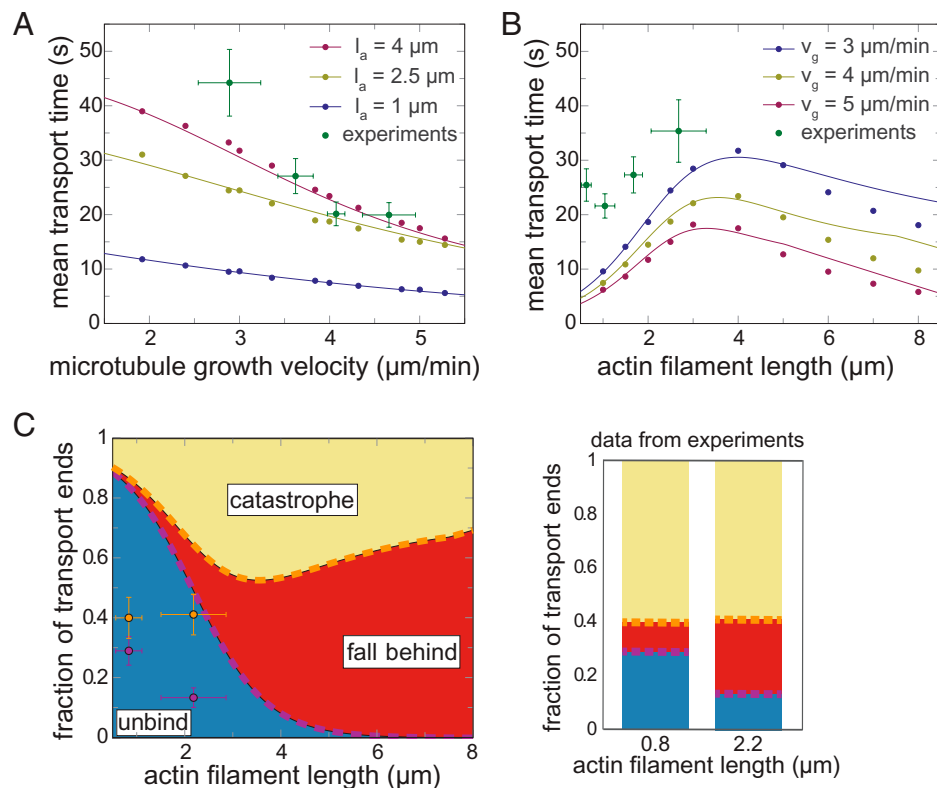 A
mean transport time (s)
50
40
30
20
10
0
2
3
4
5
microtubule growth velocity (µm/min)
l_a = 4 µm
l_a = 2.5 µm
l_a = 1 µm
experiments
B
mean transport time (s)
50
40
30
20
10
0
2
4
6
8
actin filament length (µm)
v_g = 3 µm/min
v_g = 4 µm/min
v_g = 5 µm/min
experiments
C
fraction of transport ends
1
0.8
0.6
0.4
0.2
0
2
4
6
8
actin filament length (µm)
catastrophe
fall behind
unbind
data from experiments
fraction of transport ends
1
0.8
0.6
0.4
0.2
0
0.8
2.2
actin filament length (µm)